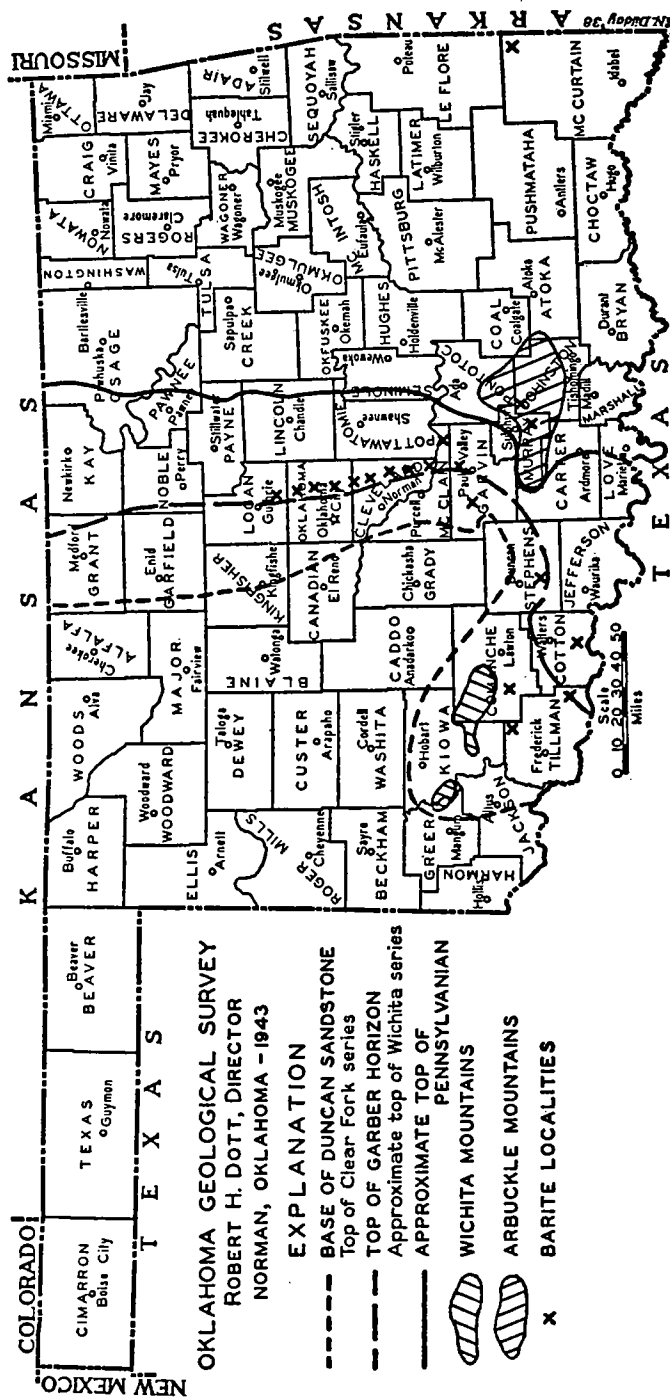 COLORADO
NEW MEXICO
KANSAS
MISSOURI
ARKANSAS
TEXAS
TEXAS
CIMARRON
Boise City
TEXAS
Guymon
Beaver
BEAVER
Buffalo
HARPER
WOODS
Alva
Cherokee
ALFALFA
Medford
GRANT
Newkirk
KAY
Pawhuska
OSAGE
Bartlesville
WASHINGTON
Nowata
NOWATA
CRAIG
Vinita
Miami
OTTAWA
Woodward
WOODWARD
MAJOR
Fairview
Enid
GARFIELD
NOBLE
Perry
PAWNEE
Pawnee
Tulsa
TULSA
ROGERS
Claremore
MAYES
Pryor
Jay
DELAWARE
ELLIS
Arnett
Taloga
DEWEY
BLAINE
Watonga
KINGFISHER
Kingfisher
LOGAN
Guthrie
Stillwater
PAYNE
Sapulpa
CREEK
WAGONER
Wagoner
CHEROKEE
Tahlequah
ADAIR
Stilwell
ROGER MILLS
Cheyenne
CUSTER
Arapaho
CANADIAN
El Reno
OKLAHOMA
Oklahoma City
LINCOLN
Chandler
OKFUSKEE
Okemah
Okmulgee
OKMULGEE
Muskogee
MUSKOGEE
SEQUOYAH
Sallisaw
Sayre
BECKHAM
Cordell
WASHITA
CADDO
Anadarko
Chickasha
GRADY
CLEVELAND
Norman
POTTAWATOMIE
Shawnee
SEMINOLE
Wewoka
HUGHES
Holdenville
McINTOSH
Eufaula
Stigler
HASKELL
GREER
Mangum
Hobart
KIOWA
McCLAIN
Purcell
PITTSBURG
Mc.Alester
LATIMER
Wilburton
Poteau
LE FLORE
HARMON
Hollis
JACKSON
Altus
COMANCHE
Lawton
Duncan
STEPHENS
Pauls Valley
GARVIN
PONTOTOC
Ada
COAL
Coalgate
Frederick
TILLMAN
Walters
COTTON
JEFFERSON
Waurika
MURRAY
Sulphur
CARTER
Ardmore
JOHNSTON
Tishomingo
ATOKA
Atoka
PUSHMATAHA
Antlers
MC CURTAIN
Idabel
LOVE
Marietta
Madill
MARSHALL
Durant
BRYAN
CHOCTAW
Hugo
Scale
0 10 20 30 40 50
Miles
OKLAHOMA GEOLOGICAL SURVEY
ROBERT H. DOTT, DIRECTOR
NORMAN, OKLAHOMA - 1943
EXPLANATION
BASE OF DUNCAN SANDSTONE
Top of Clear Fork series
TOP OF GARBER HORIZON
Approximate top of Wichita series
APPROXIMATE TOP OF
PENNSYLVANIAN
WICHITA MOUNTAINS
ARBUCKLE MOUNTAINS
x BARITE LOCALITIES